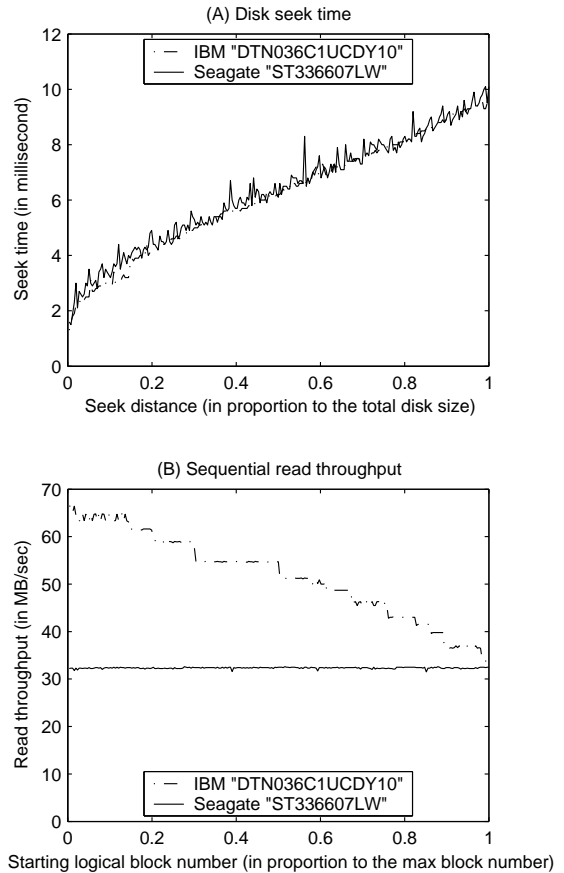 (A) Disk seek time
12
10
8
6
4
2
0
IBM "DTN036C1UCDY10"
Seagate "ST336607LW"
Seek time (in millisecond)
0 0.2 0.4 0.6 0.8 1
Seek distance (in proportion to the total disk size)
(B) Sequential read throughput
70
60
50
40
30
20
10
0
Read throughput (in MB/sec)
IBM "DTN036C1UCDY10"
Seagate "ST336607LW"
0 0.2 0.4 0.6 0.8 1
Starting logical block number (in proportion to the max block number)